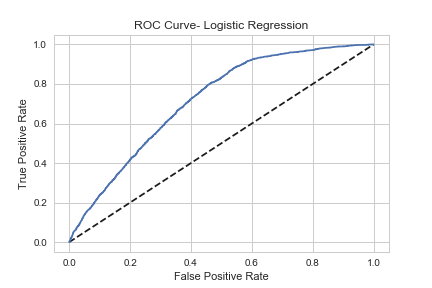 ROC Curve- Logistic Regression
1.0
0.8
0.6
0.4
0.2
0.0
True Positive Rate
0.0 0.2 0.4 0.6 0.8 1.0
False Positive Rate